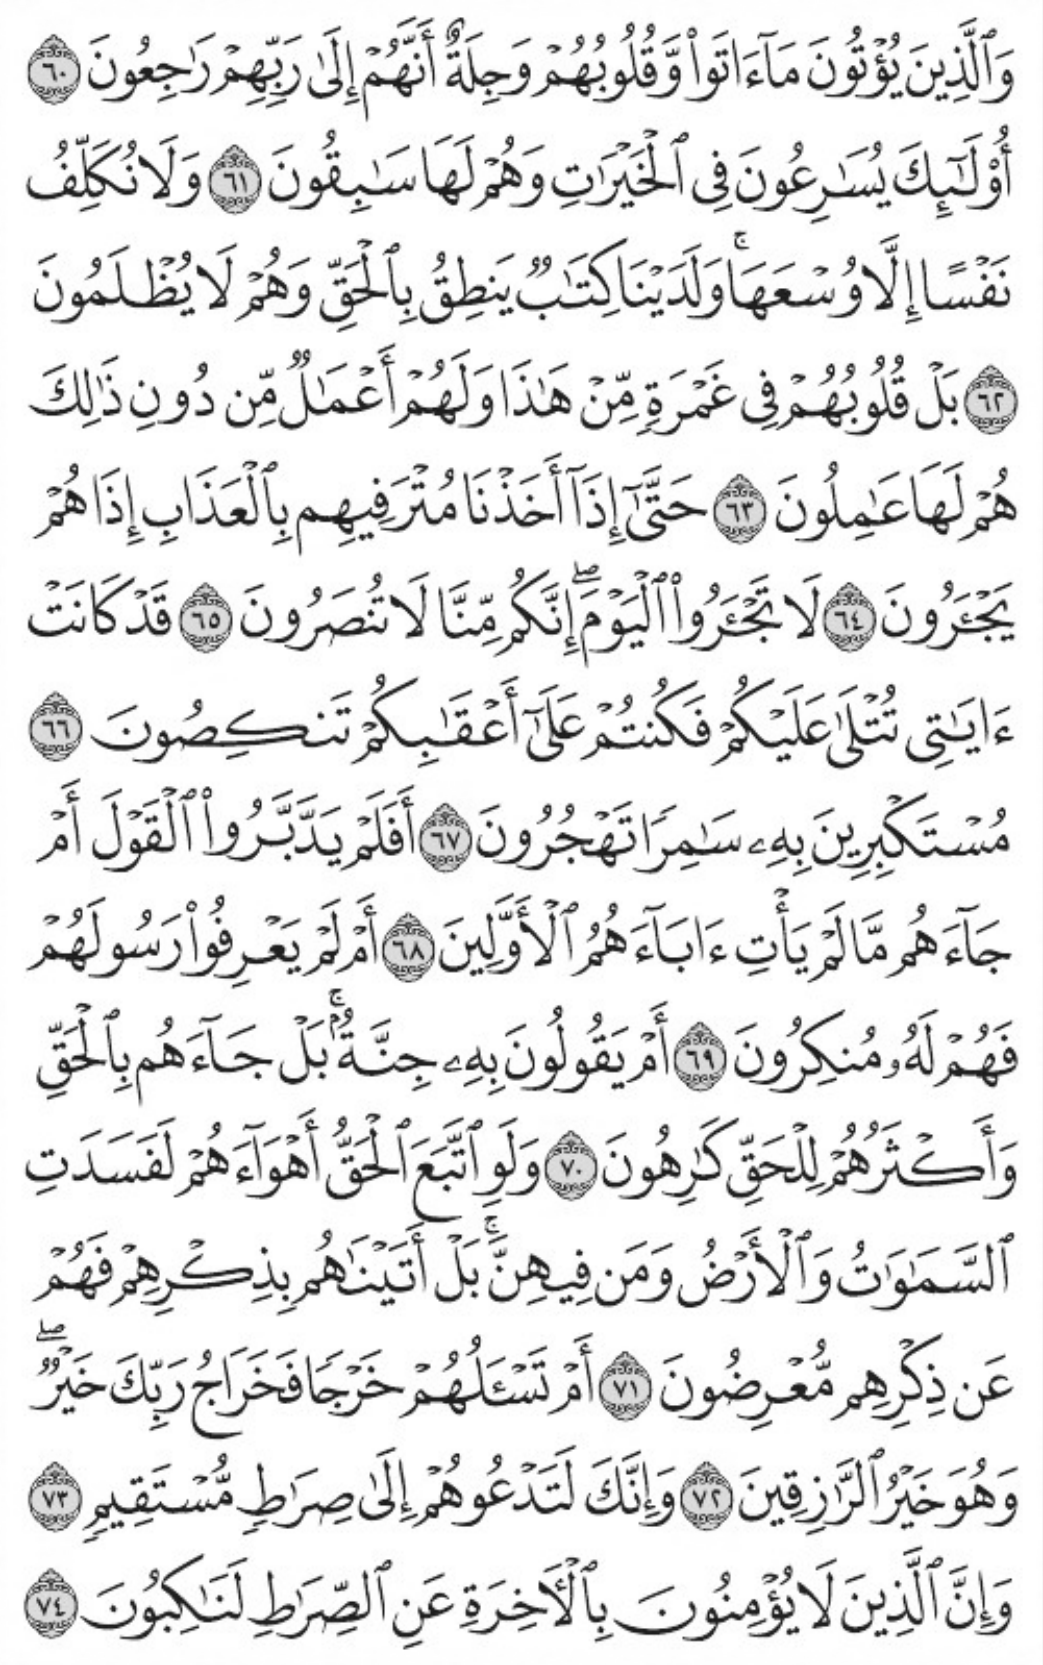 وَٱلَّذِينَ يُؤْتُونَ مَآ ءَاتَوا۟ وَّقُلُوبُهُمْ وَجِلَةٌ أَنَّهُمْ إِلَىٰ رَبِّهِمْ رَٰجِعُونَ ٦٠
أُو۟لَٰٓئِكَ يُسَٰرِعُونَ فِى ٱلْخَيْرَٰتِ وَهُمْ لَهَا سَٰبِقُونَ ٦١ وَلَا نُكَلِّفُ
نَفْسًا إِلَّا وُسْعَهَا ۚ وَلَدَيْنَا كِتَٰبٌ يَنطِقُ بِٱلْحَقِّ وَهُمْ لَا يُظْلَمُونَ
٦٢ بَلْ قُلُوبُهُمْ فِى غَمْرَةٍ مِّنْ هَٰذَا وَلَهُمْ أَعْمَٰلٌ مِّن دُونِ ذَٰلِكَ
هُمْ لَهَا عَٰمِلُونَ ٦٣ حَتَّىٰٓ إِذَآ أَخَذْنَا مُتْرَفِيهِم بِٱلْعَذَابِ إِذَا هُمْ
يَجْـَٔرُونَ ٦٤ لَا تَجْـَٔرُوا۟ ٱلْيَوْمَ ۖ إِنَّكُم مِّنَّا لَا تُنصَرُونَ ٦٥ قَدْ كَانَتْ
ءَايَٰتِى تُتْلَىٰ عَلَيْكُمْ فَكُنتُمْ عَلَىٰٓ أَعْقَٰبِكُمْ تَنكِصُونَ ٦٦
مُسْتَكْبِرِينَ بِهِۦ سَٰمِرًا تَهْجُرُونَ ٦٧ أَفَلَمْ يَدَّبَّرُوا۟ ٱلْقَوْلَ أَمْ
جَآءَهُم مَّا لَمْ يَأْتِ ءَابَآءَهُمُ ٱلْأَوَّلِينَ ٦٨ أَمْ لَمْ يَعْرِفُوا۟ رَسُولَهُمْ
فَهُمْ لَهُۥ مُنكِرُونَ ٦٩ أَمْ يَقُولُونَ بِهِۦ جِنَّةٌۢ ۚ بَلْ جَآءَهُم بِٱلْحَقِّ
وَأَكْثَرُهُمْ لِلْحَقِّ كَٰرِهُونَ ٧٠ وَلَوِ ٱتَّبَعَ ٱلْحَقُّ أَهْوَآءَهُمْ لَفَسَدَتِ
ٱلسَّمَٰوَٰتُ وَٱلْأَرْضُ وَمَن فِيهِنَّ ۚ بَلْ أَتَيْنَٰهُم بِذِكْرِهِمْ فَهُمْ
عَن ذِكْرِهِم مُّعْرِضُونَ ٧١ أَمْ تَسْـَٔلُهُمْ خَرْجًا فَخَرَاجُ رَبِّكَ خَيْرٌ ۖ
وَهُوَ خَيْرُ ٱلرَّٰزِقِينَ ٧٢ وَإِنَّكَ لَتَدْعُوهُمْ إِلَىٰ صِرَٰطٍ مُّسْتَقِيمٍ ٧٣
وَإِنَّ ٱلَّذِينَ لَا يُؤْمِنُونَ بِٱلْـَٔاخِرَةِ عَنِ ٱلصِّرَٰطِ لَنَٰكِبُونَ ٧٤